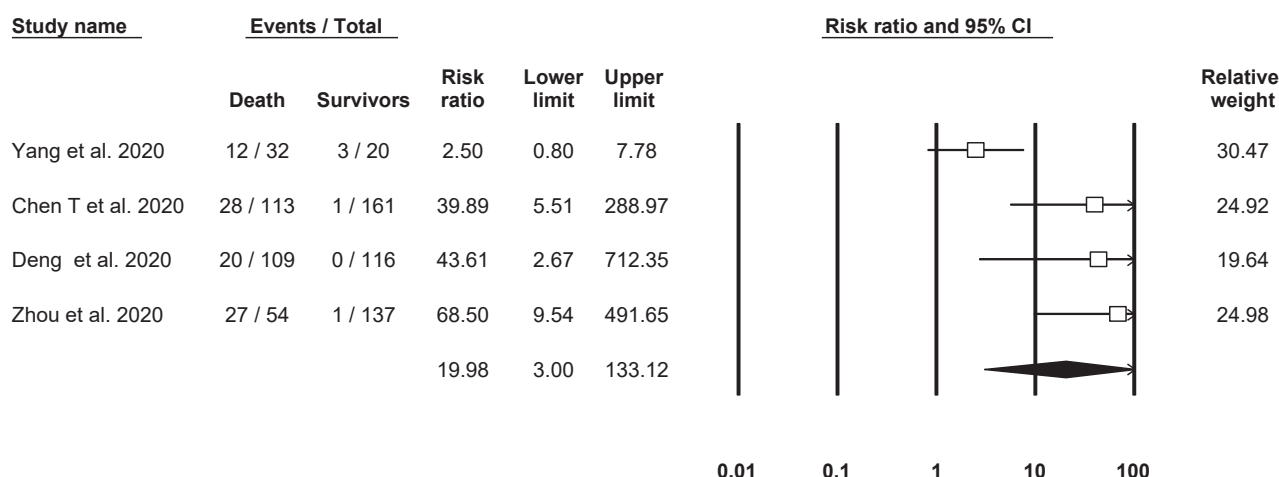 Study name Events / Total Risk ratio and 95% CI
Risk Lower Upper Relative
Death Survivors ratio limit limit weight
Yang et al. 2020 12 / 32 3 / 20 2.50 0.80 7.78 30.47
Chen T et al. 2020 28 / 113 1 / 161 39.89 5.51 288.97 24.92
Deng et al. 2020 20 / 109 0 / 116 43.61 2.67 712.35 19.64
Zhou et al. 2020 27 / 54 1 / 137 68.50 9.54 491.65 24.98
19.98 3.00 133.12
0.01 0.1 1 10 100